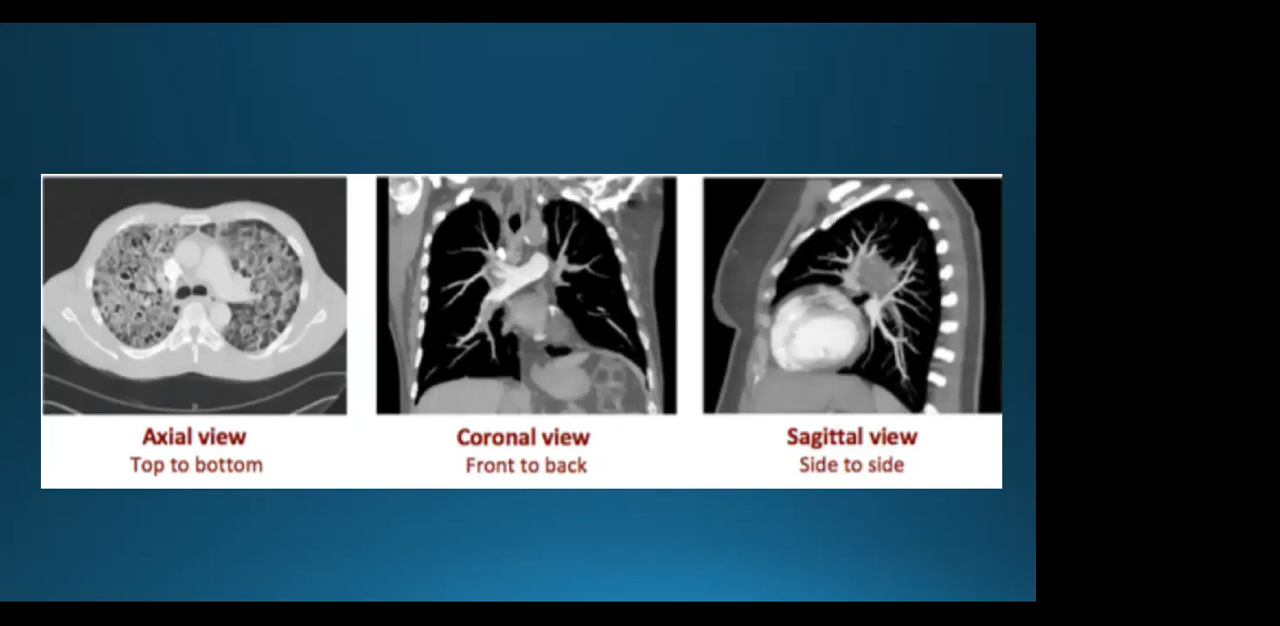 Axial view
Top to bottom
Coronal view
Front to back
Sagittal view
Side to side